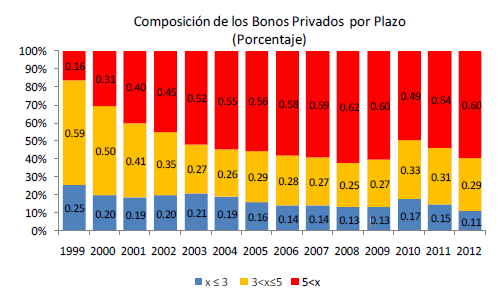 Composición de los Bonos Privados por Plazo
(Porcentaje)
100%
90%
80%
70%
60%
50%
40%
30%
20%
10%
0%
0.16 0.31 0.40 0.45 0.52 0.55 0.56 0.58 0.59 0.62 0.60 0.49 0.54 0.60
0.59 0.50 0.41 0.35 0.27 0.26 0.29 0.28 0.27 0.25 0.27 0.33 0.31 0.29
0.25 0.20 0.19 0.20 0.21 0.19 0.16 0.14 0.14 0.13 0.13 0.17 0.15 0.11
1999 2000 2001 2002 2003 2004 2005 2006 2007 2008 2009 2010 2011 2012
x ≤ 3 3<x≤5 5<x